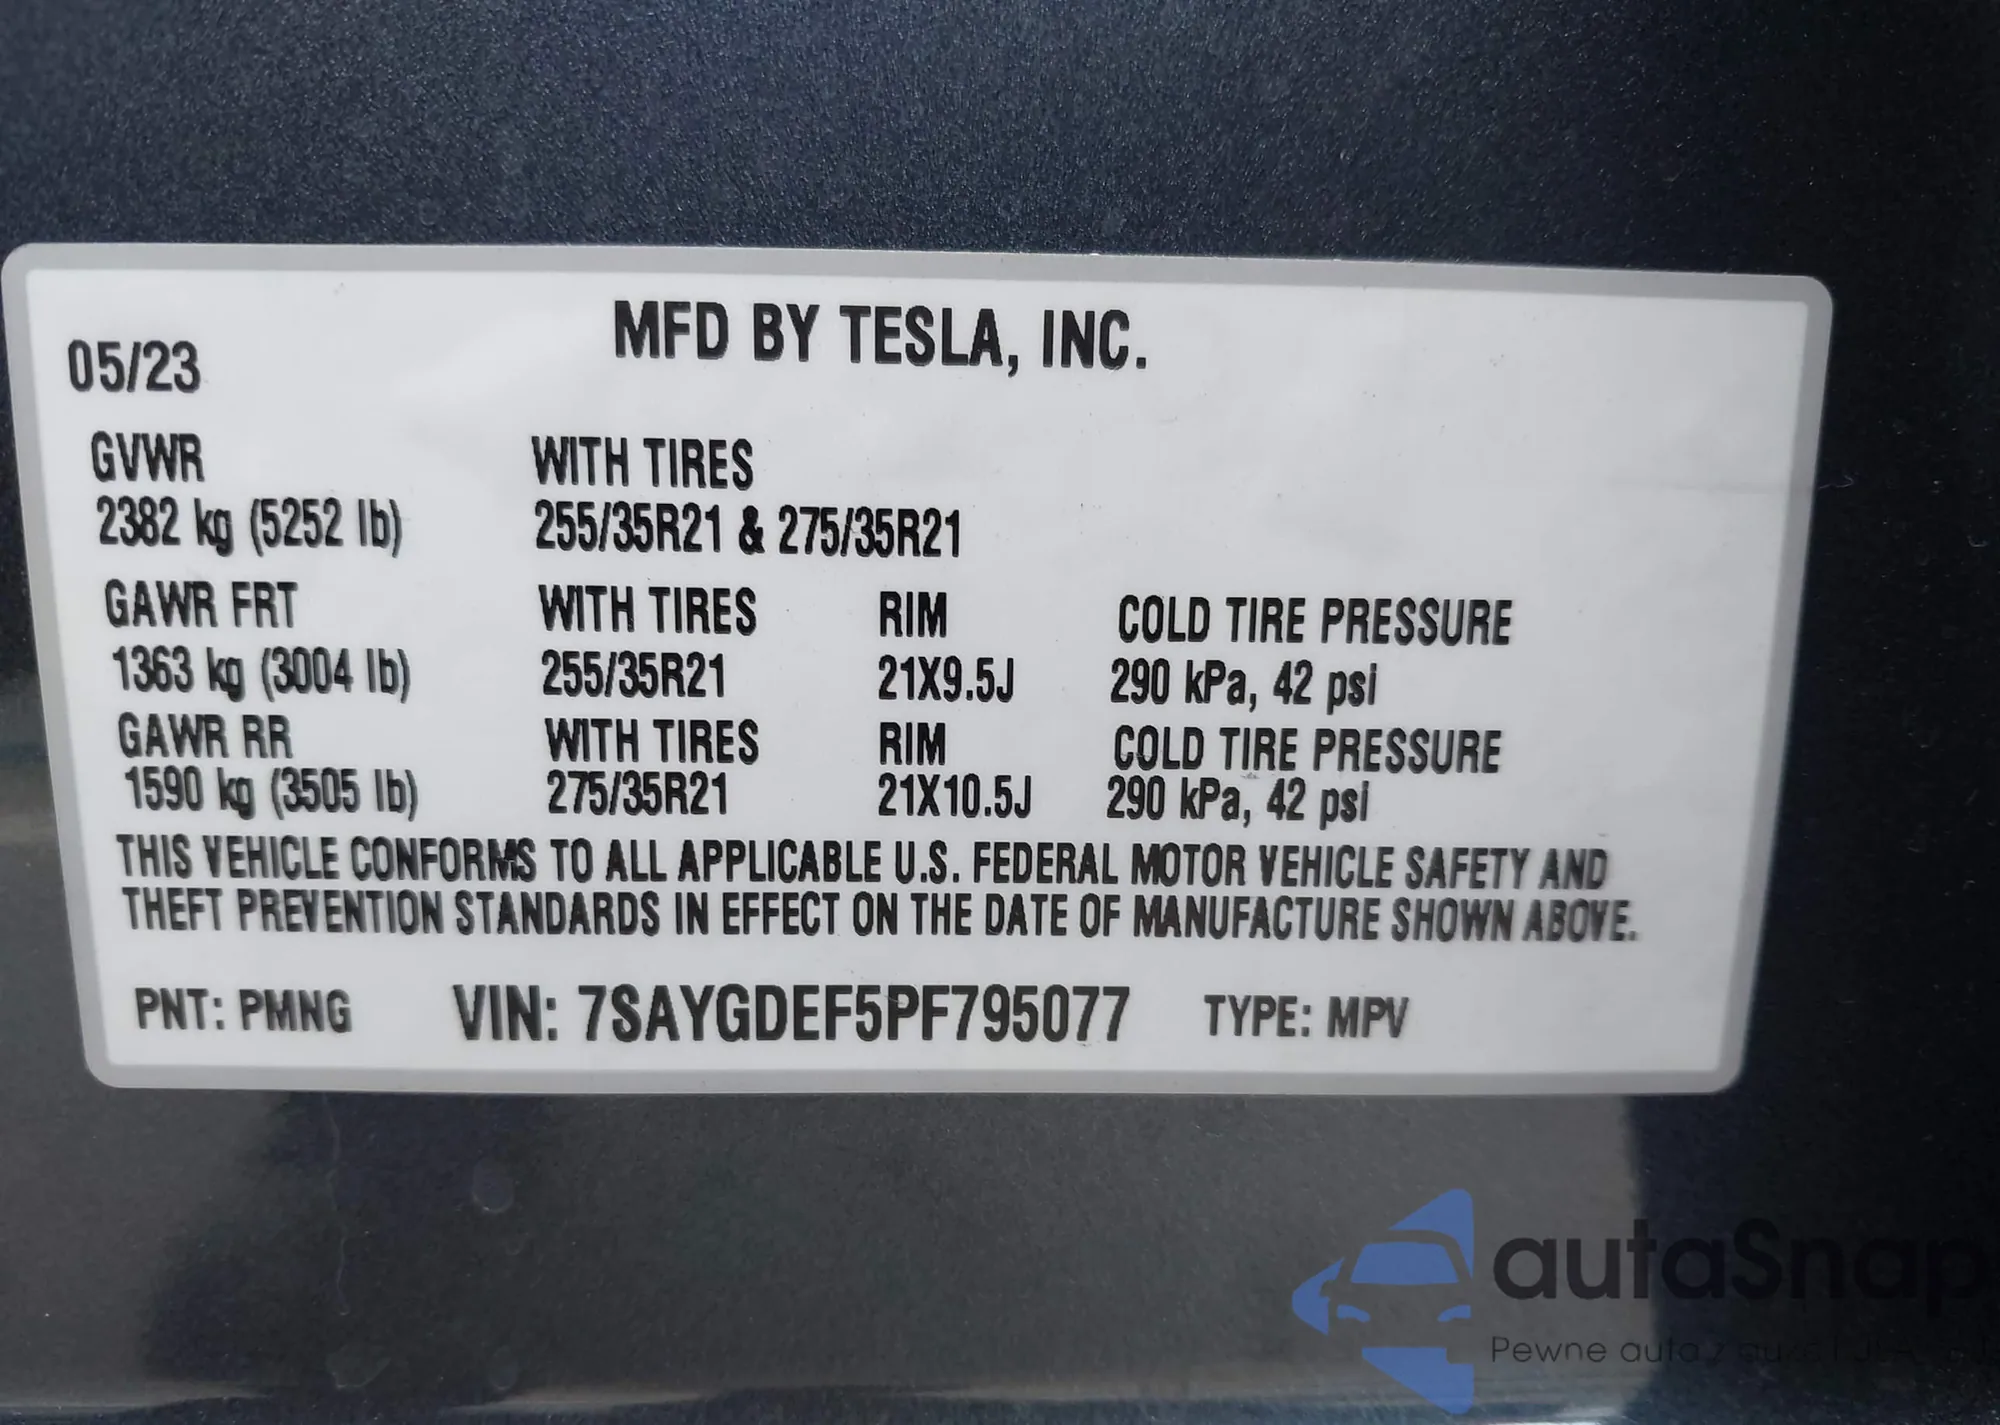 MFD BY TESLA, INC.
05/23
GVWR WITH TIRES
2382 kg (5252 lb) 255/35R21 & 275/35R21
GAWR FRT WITH TIRES RIM COLD TIRE PRESSURE
1363 kg (3004 lb) 255/35R21 21X9.5J 290 kPa, 42 psi
GAWR RR WITH TIRES RIM COLD TIRE PRESSURE
1590 kg (3505 lb) 275/35R21 21X10.5J 290 kPa, 42 psi
THIS VEHICLE CONFORMS TO ALL APPLICABLE U.S. FEDERAL MOTOR VEHICLE SAFETY AND
THEFT PREVENTION STANDARDS IN EFFECT ON THE DATE OF MANUFACTURE SHOWN ABOVE.
PNT: PMNG VIN: 7SAYGDEF5PF795077 TYPE: MPV
autaSnap
Pewne auta z